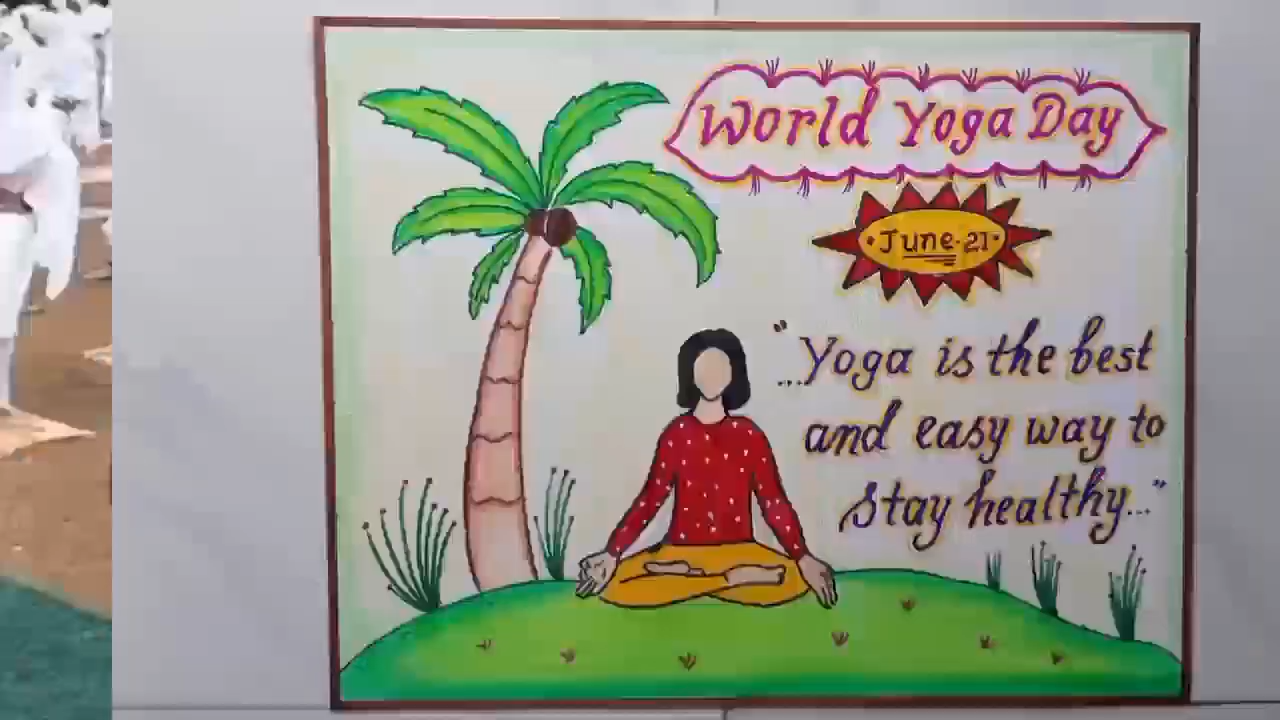 World Yoga Day
June-21
"...Yoga is the best
and easy way to
stay healthy..."